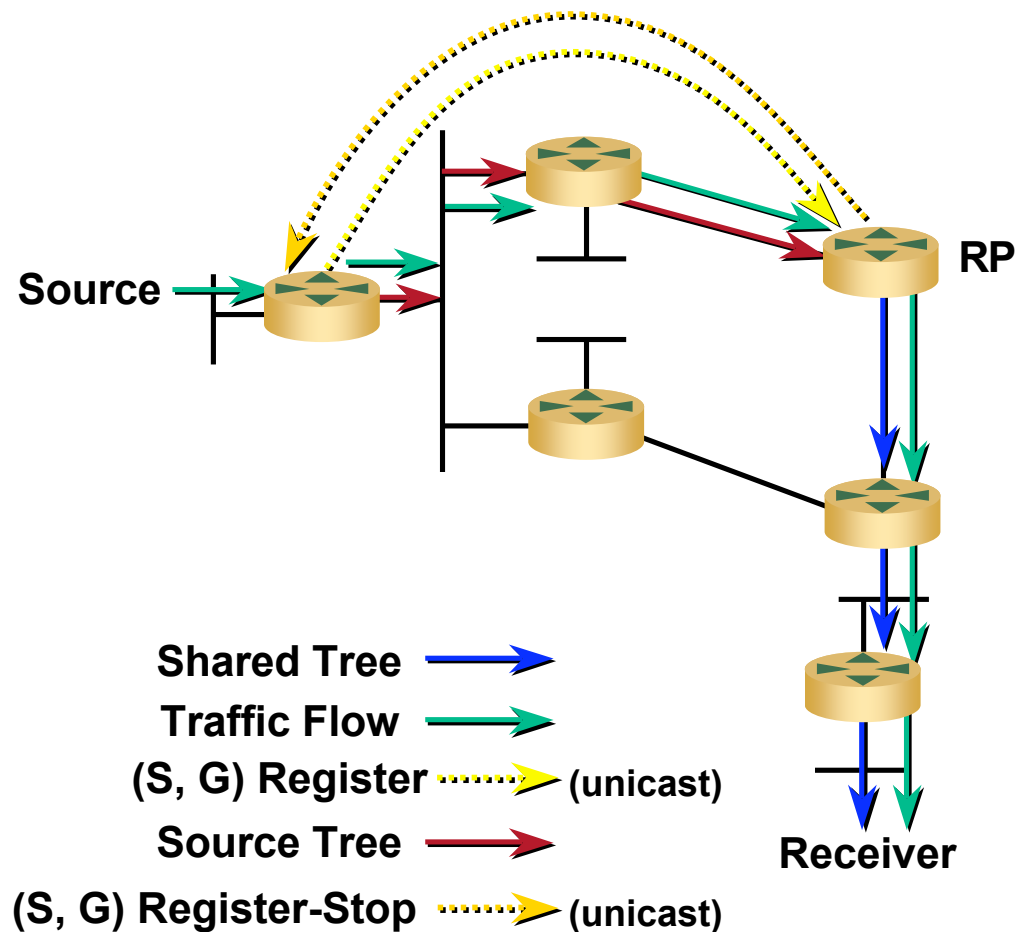 RP
Source
Shared Tree
Traffic Flow
(S, G) Register (unicast)
Source Tree
Receiver
(S, G) Register-Stop (unicast)